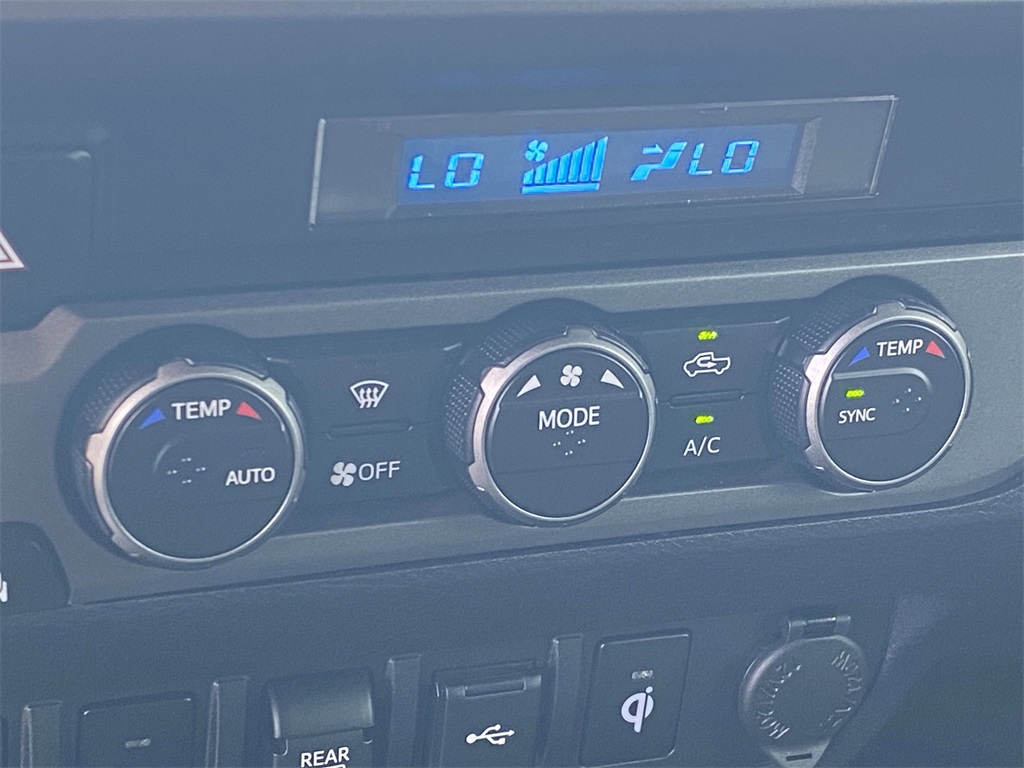 LO LO
TEMP
AUTO
OFF
MODE
A/C
TEMP
SYNC
REAR